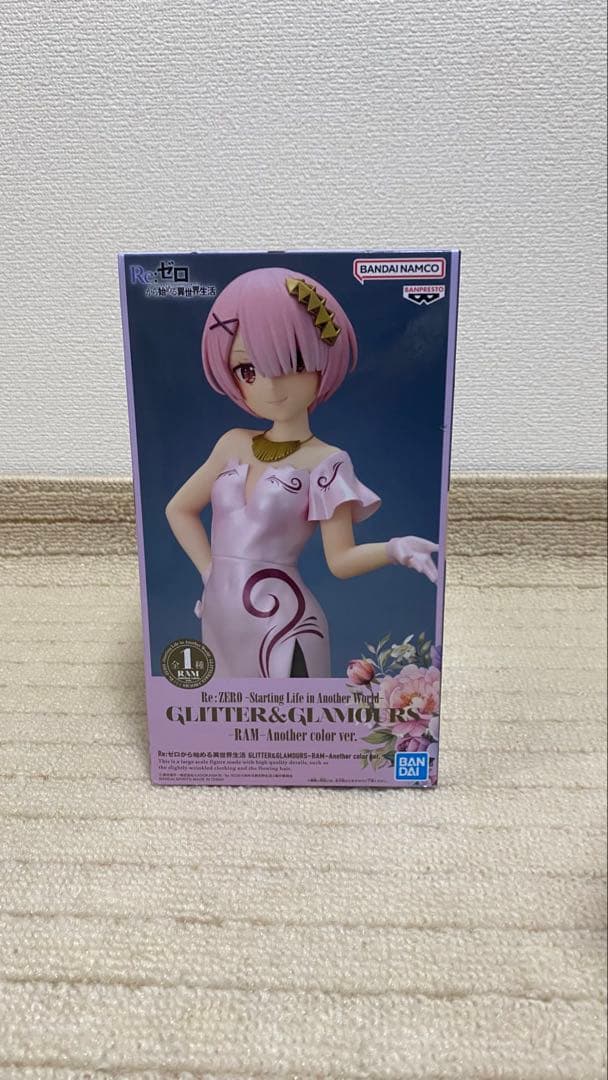 Re:ゼロ
から始める異世界生活
BANDAI NAMCO
BANPRESTO
全1種
RAM
Re:ZERO -Starting Life in Another World-
GLITTER&GLAMOURS
-RAM-Another color ver.
Re:ゼロから始める異世界生活 GLITTER&GLAMOURS-RAM-Another color ver.
This is a large scale figure made with high quality details, such as
the slightly wrinkled clothing and the flowing hair.
BAN
DAI